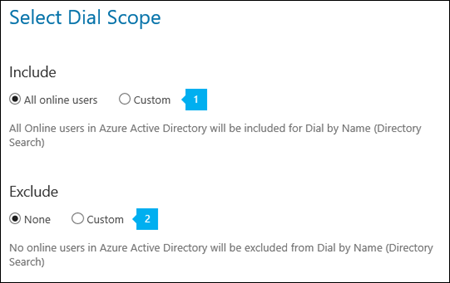 Select Dial Scope
Include
All online users Custom 1
All Online users in Azure Active Directory will be included for Dial by Name (Directory
Search)
Exclude
None Custom 2
No online users in Azure Active Directory will be excluded from Dial by Name (Directory
Search)